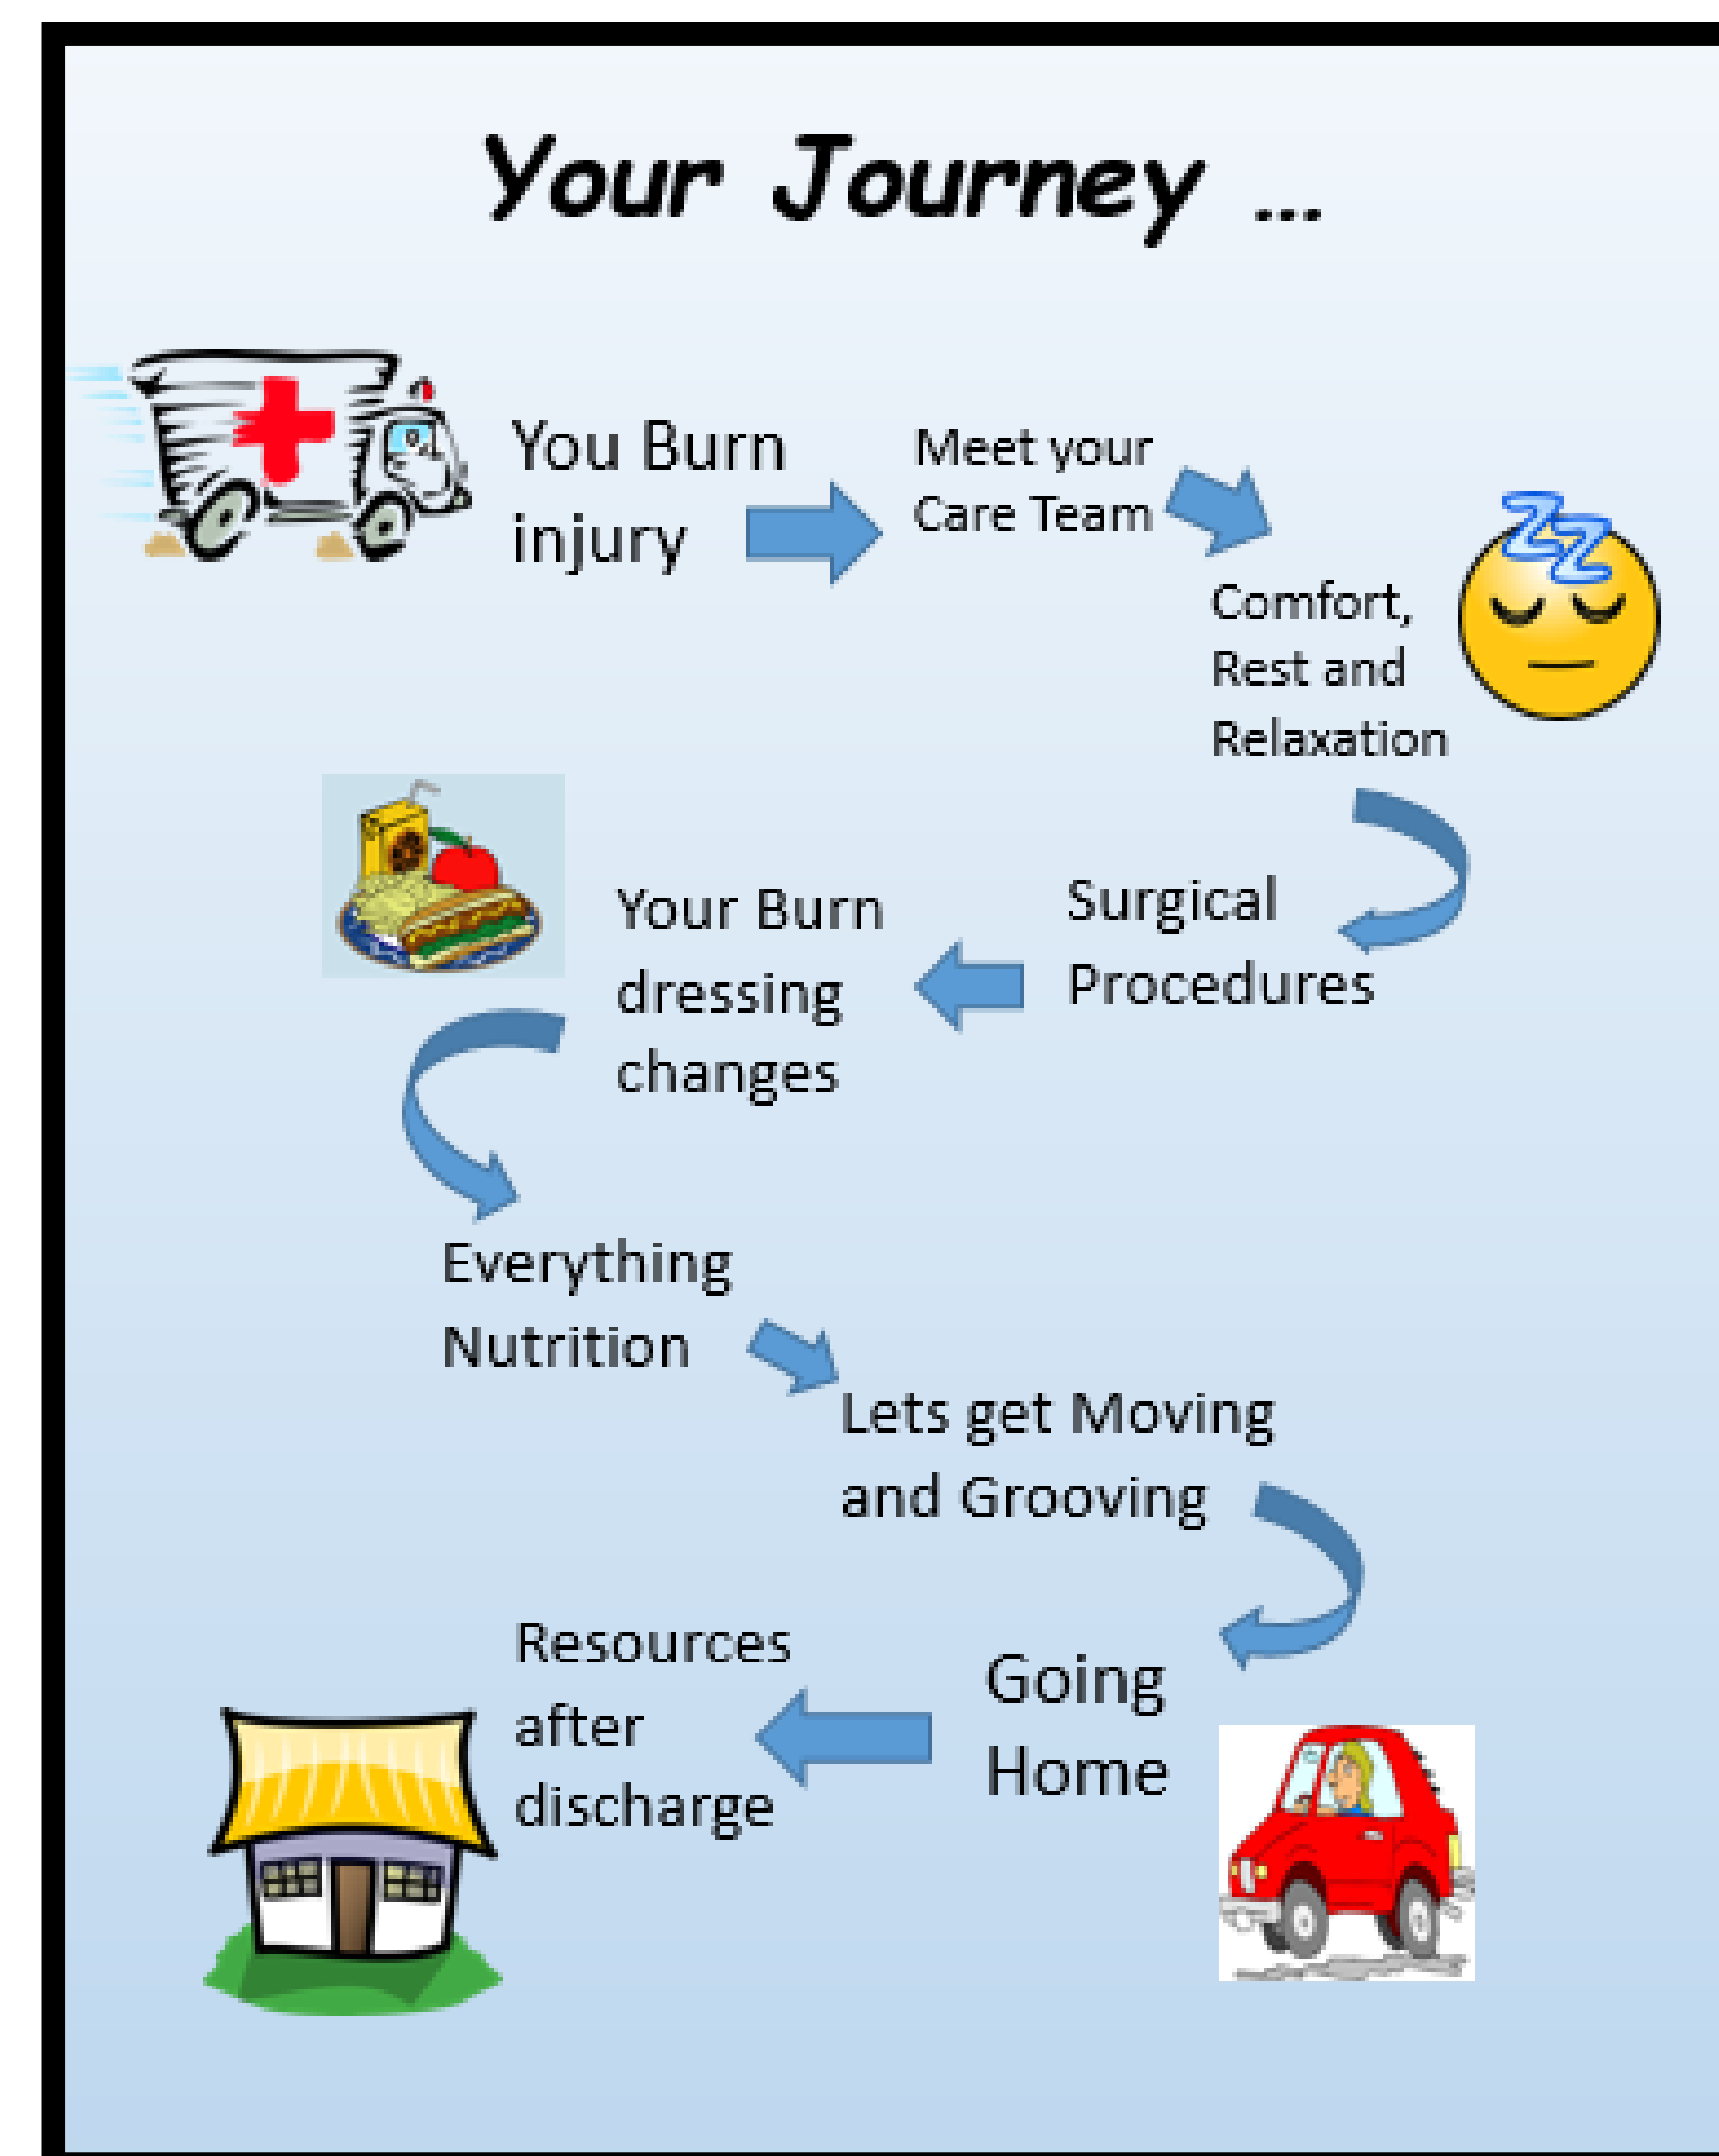 Your Journey ...
You Burn
injury
Meet your
Care Team
Comfort,
Rest and
Relaxation
Surgical
Procedures
Your Burn
dressing
changes
Everything
Nutrition
Lets get Moving
and Grooving
Going
Home
Resources
after
discharge